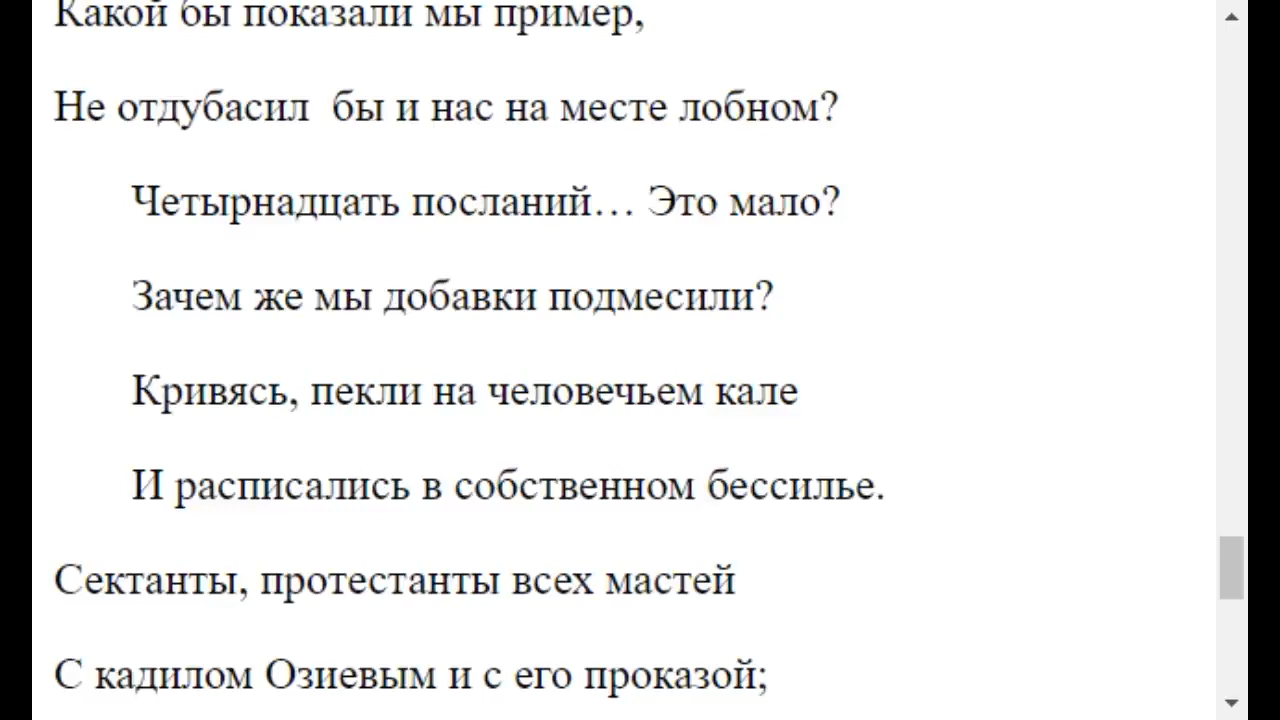 Какой бы показали мы пример,
Не отдубасил  бы и нас на месте лобном?
Четырнадцать посланий… Это мало?
Зачем же мы добавки подмесили?
Кривясь, пекли на человечьем кале
И расписались в собственном бессилье.
Сектанты, протестанты всех мастей
С кадилом Озиевым и с его проказой;